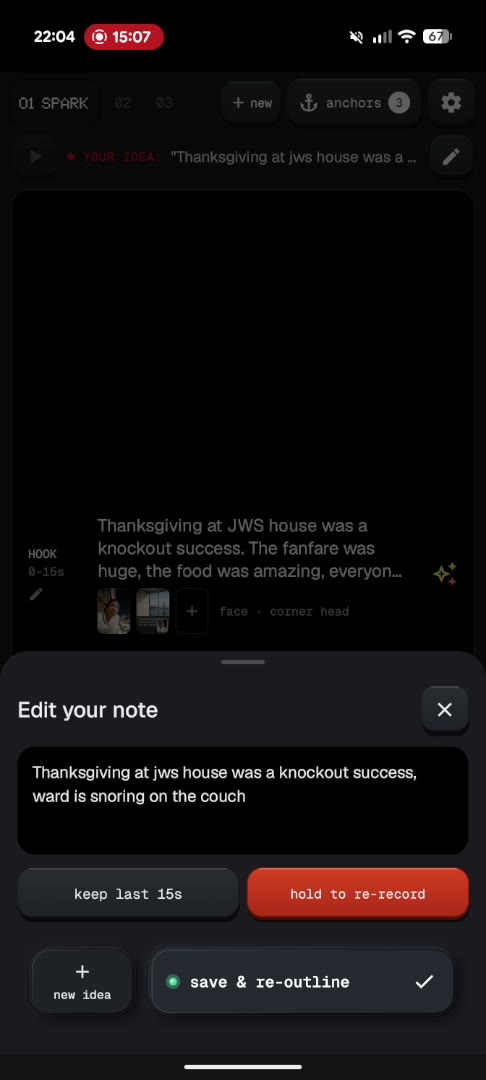 22:04 15:07 67
01 SPARK 02 03 + new anchors 3
YOUR IDEA: "Thanksgiving at jws house was a ...
Thanksgiving at JWS house was a
knockout success. The fanfare was
huge, the food was amazing, everyon...
HOOK
0-15s
+ face · corner head
Edit your note
Thanksgiving at jws house was a knockout success,
ward is snoring on the couch
keep last 15s hold to re-record
+
new idea
save & re-outline